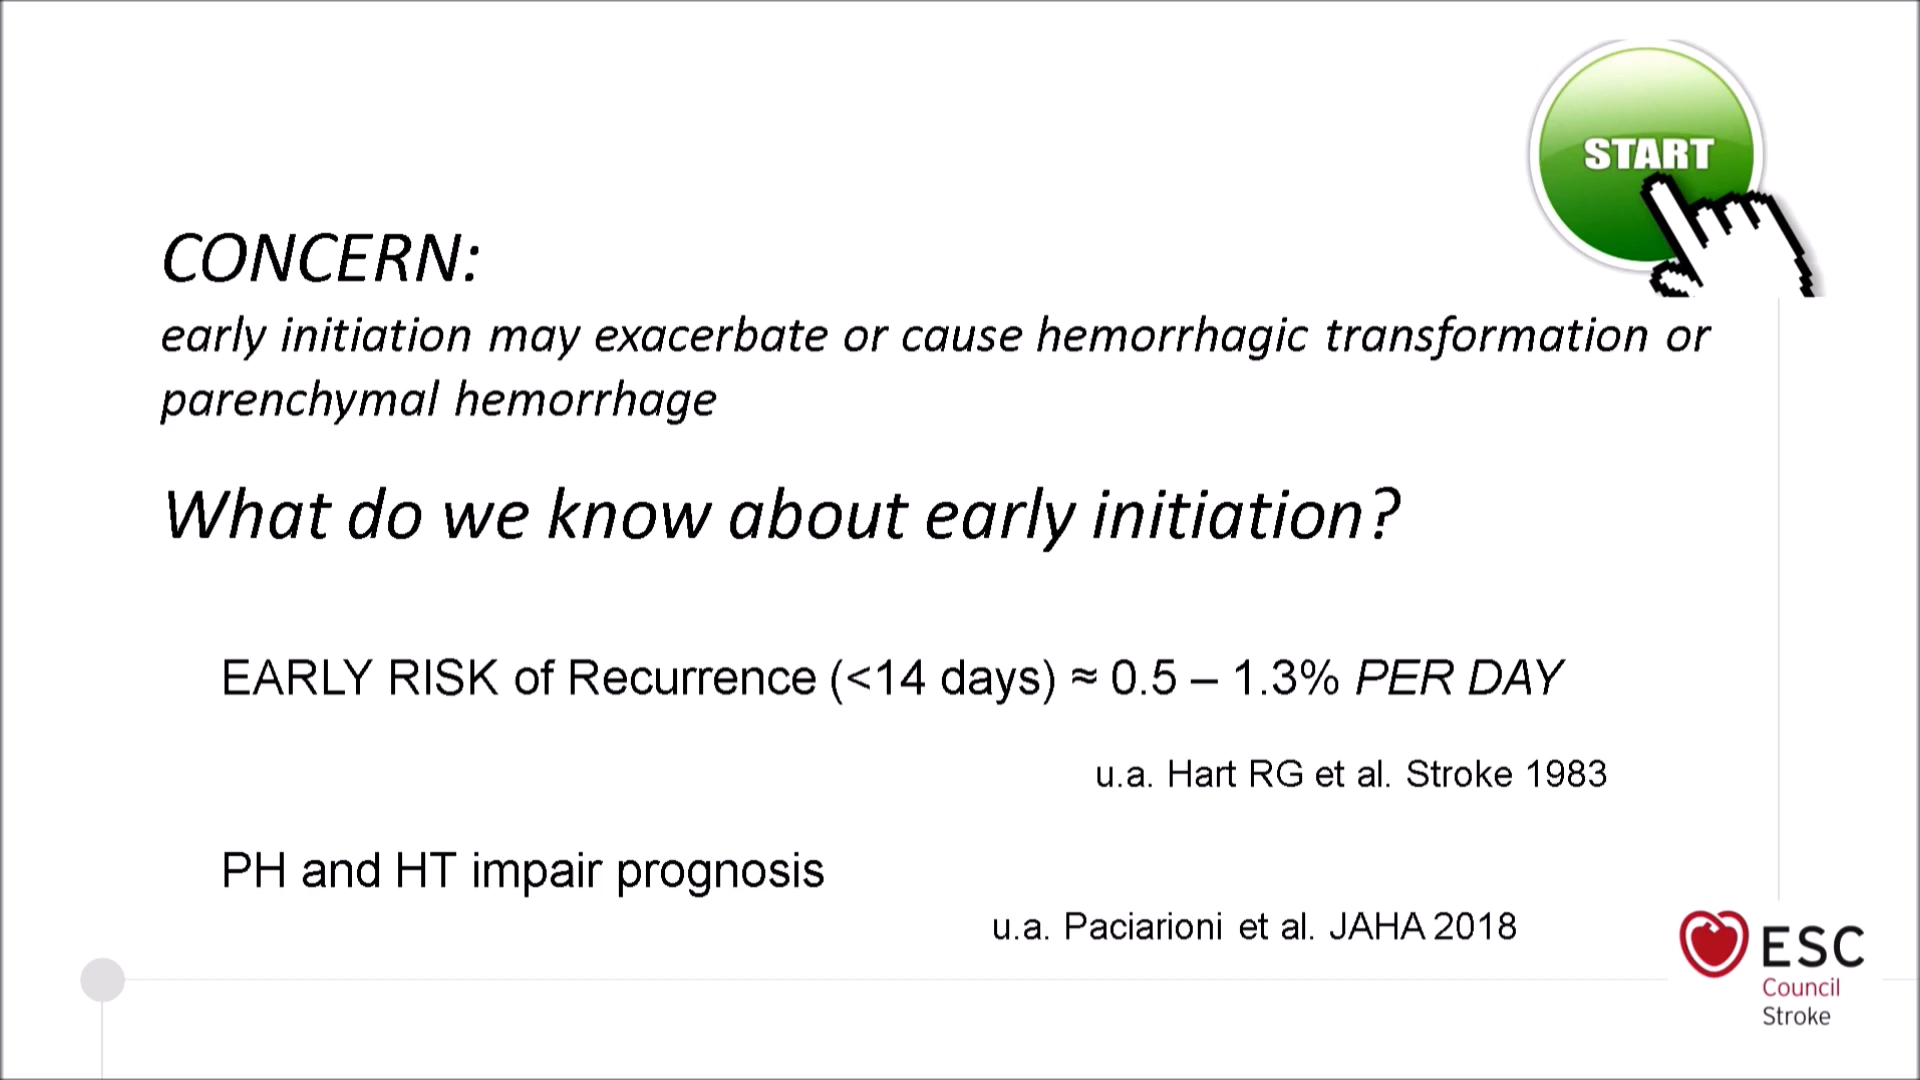 START
CONCERN:
early initiation may exacerbate or cause hemorrhagic transformation or
parenchymal hemorrhage
What do we know about early initiation?
EARLY RISK of Recurrence (<14 days) ≈ 0.5 – 1.3% PER DAY
u.a. Hart RG et al. Stroke 1983
PH and HT impair prognosis
u.a. Paciarioni et al. JAHA 2018
ESC
Council
Stroke